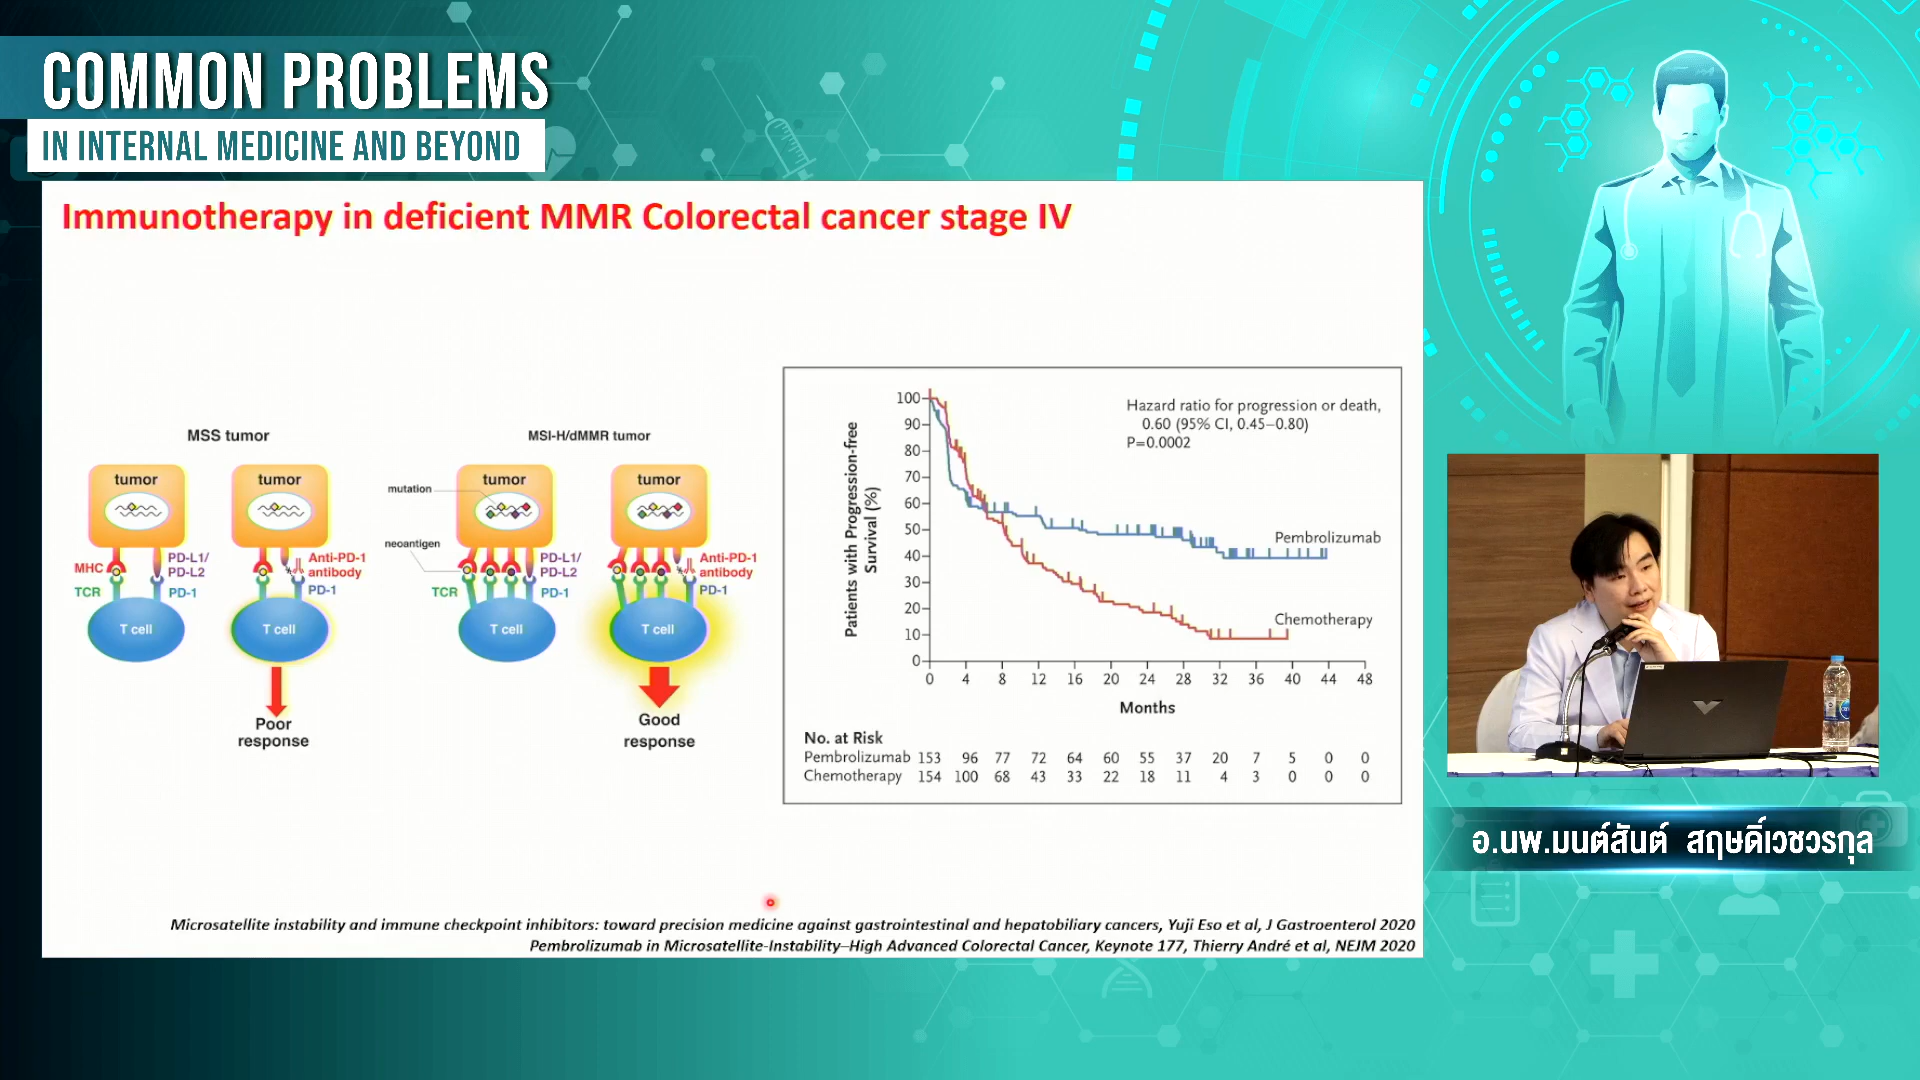 COMMON PROBLEMS
IN INTERNAL MEDICINE AND BEYOND
Immunotherapy in deficient MMR Colorectal cancer stage IV
MSS tumor
MSI-H/dMMR tumor
tumor
tumor
mutation
tumor
tumor
neoantigen
MHC
PD-L1/
PD-L2
Anti-PD-1
antibody
PD-L1/
PD-L2
Anti-PD-1
antibody
TCR
PD-1
PD-1
TCR
PD-1
PD-1
T cell
T cell
T cell
T cell
Poor
response
Good
response
Patients with Progression-free
Survival (%)
100
90
80
70
60
50
40
30
20
10
0
Hazard ratio for progression or death,
0.60 (95% CI, 0.45–0.80)
P=0.0002
Pembrolizumab
Chemotherapy
0 4 8 12 16 20 24 28 32 36 40 44 48
Months
No. at Risk
Pembrolizumab 153 96 77 72 64 60 55 37 20 7 5 0 0
Chemotherapy 154 100 68 43 33 22 18 11 4 3 0 0 0
Microsatellite instability and immune checkpoint inhibitors: toward precision medicine against gastrointestinal and hepatobiliary cancers, Yuji Eso et al, J Gastroenterol 2020
Pembrolizumab in Microsatellite-Instability–High Advanced Colorectal Cancer, Keynote 177, Thierry André et al, NEJM 2020
อ.นพ.มนต์สันต์ สฤษดิ์เวชวรกุล